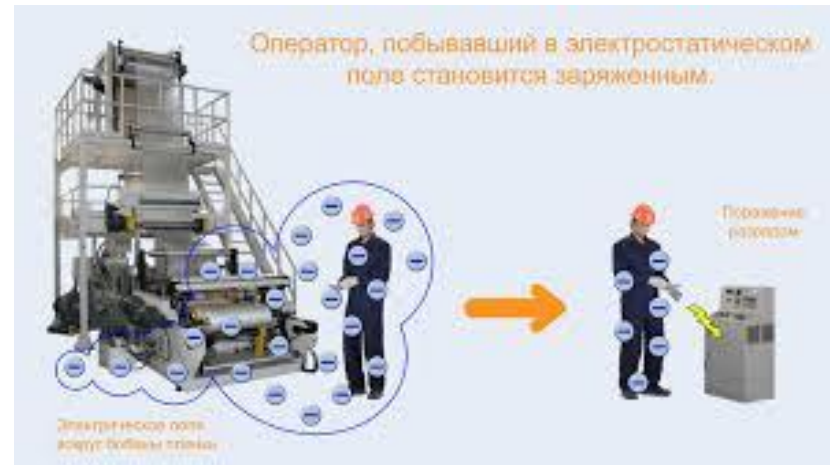 Оператор, побывавший в электростатическом
поле становится заряженным.
Поражение
разрядом
Электрическое поле
вокруг бобины пленки